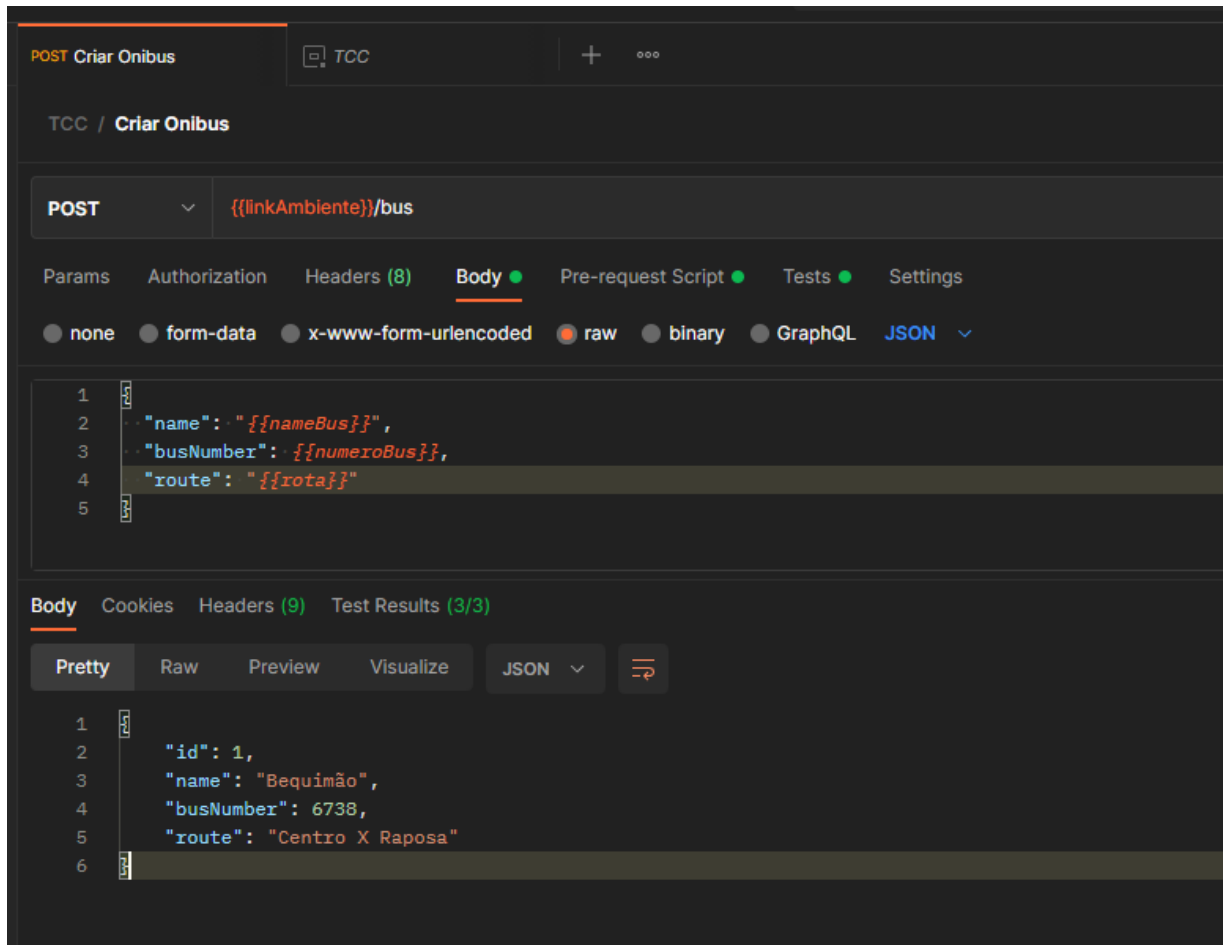 POST Criar Onibus TCC + ooo
TCC / Criar Onibus
POST {{linkAmbiente}}/bus
Params Authorization Headers (8) Body Pre-request Script Tests Settings
none form-data x-www-form-urlencoded raw binary GraphQL JSON
1 {
2 "name": "{{nameBus}}",
3 "busNumber": {{numeroBus}},
4 "route": "{{rota}}"
5 }
Body Cookies Headers (9) Test Results (3/3)
Pretty Raw Preview Visualize JSON
1 {
2 "id": 1,
3 "name": "Bequimão",
4 "busNumber": 6738,
5 "route": "Centro X Raposa"
6 }